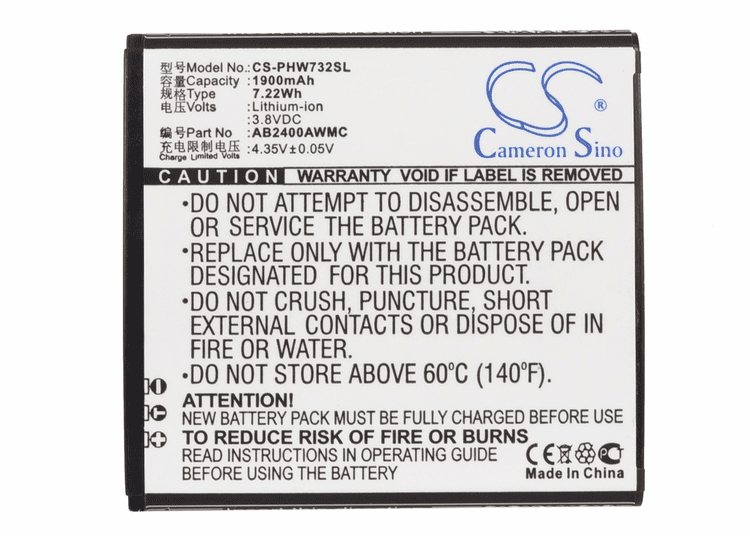 型号Model No.:CS-PHW732SL
容量Capacity: 1900mAh
规格Type: 7.22Wh
电压Volts: Lithium-ion
3.8VDC
编号Part No.: AB2400AWMC
充电限制电压: 4.35V±0.05V
Charge Limited Volts
CS®
Cameron Sino
CAUTION WARRANTY VOID IF LABEL IS REMOVED
•DO NOT ATTEMPT TO DISASSEMBLE, OPEN
OR SERVICE THE BATTERY PACK.
•REPLACE ONLY WITH THE BATTERY PACK
DESIGNATED FOR THIS PRODUCT.
•DO NOT CRUSH, PUNCTURE, SHORT
EXTERNAL CONTACTS OR DISPOSE OF IN
FIRE OR WATER.
•DO NOT STORE ABOVE 60°C (140°F).
ATTENTION!
NEW BATTERY PACK MUST BE FULLY CHARGED BEFORE USE
TO REDUCE RISK OF FIRE OR BURNS
READ INSTRUCTIONS IN OPERATING GUIDE
BEFORE USING THE BATTERY
CE
MADE IN CHINA